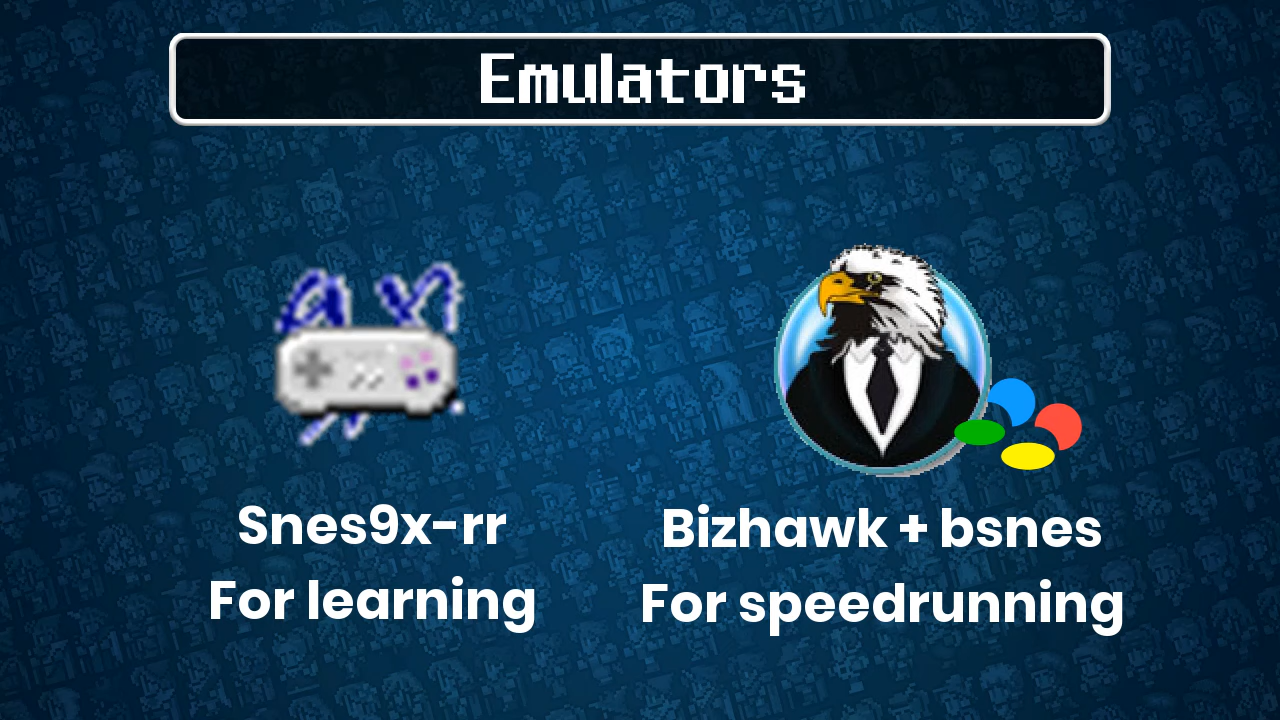 Emulators
Snes9x-rr
For learning
Bizhawk + bsnes
For speedrunning